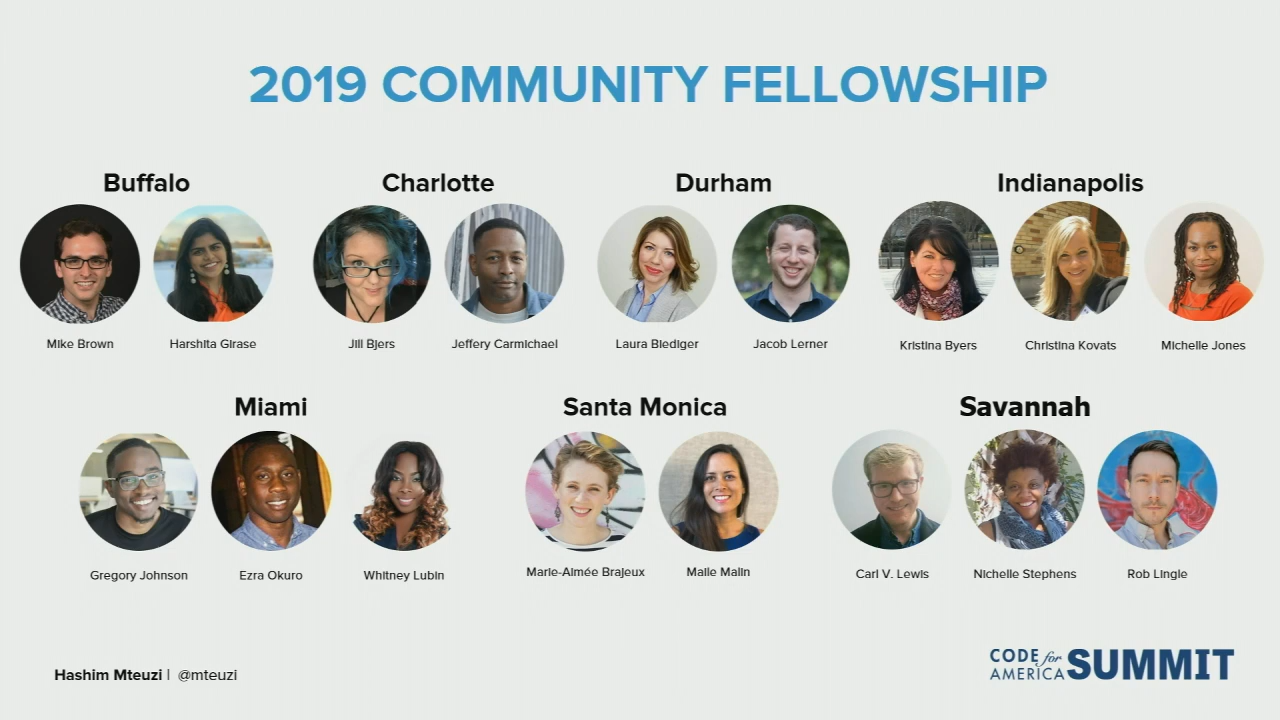 2019 COMMUNITY FELLOWSHIP
Buffalo
Mike Brown
Harshita Girase
Charlotte
Jill Bjers
Jeffery Carmichael
Durham
Laura Biediger
Jacob Lerner
Indianapolis
Kristina Byers
Christina Kovats
Michelle Jones
Miami
Gregory Johnson
Ezra Okuro
Whitney Lubin
Santa Monica
Marie-Aimée Brajeux
Maile Malin
Savannah
Carl V. Lewis
Nichelle Stephens
Rob Lingle
Hashim Mteuzi | @mteuzi
CODE for AMERICA SUMMIT